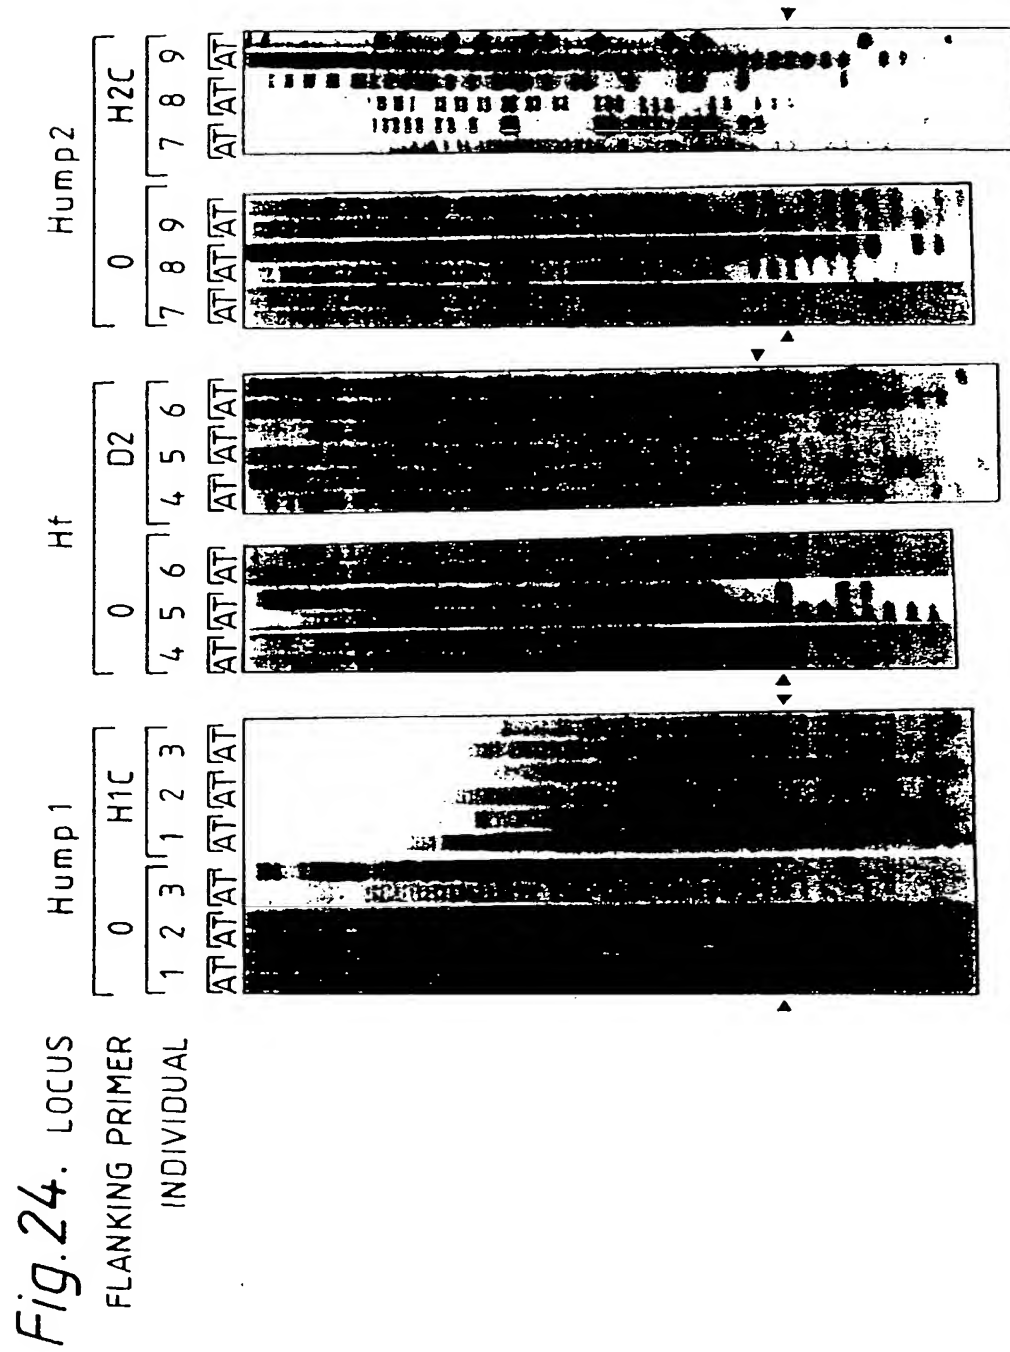 Fig.24. LOCUS Hump1 Hf Hump2
FLANKING PRIMER 0 H1C 0 D2 0 H2C
INDIVIDUAL 1 2 3 1 2 3 4 5 6 4 5 6 7 8 9 7 8 9
AT AT AT AT AT AT AT AT AT AT AT AT AT AT AT AT AT AT